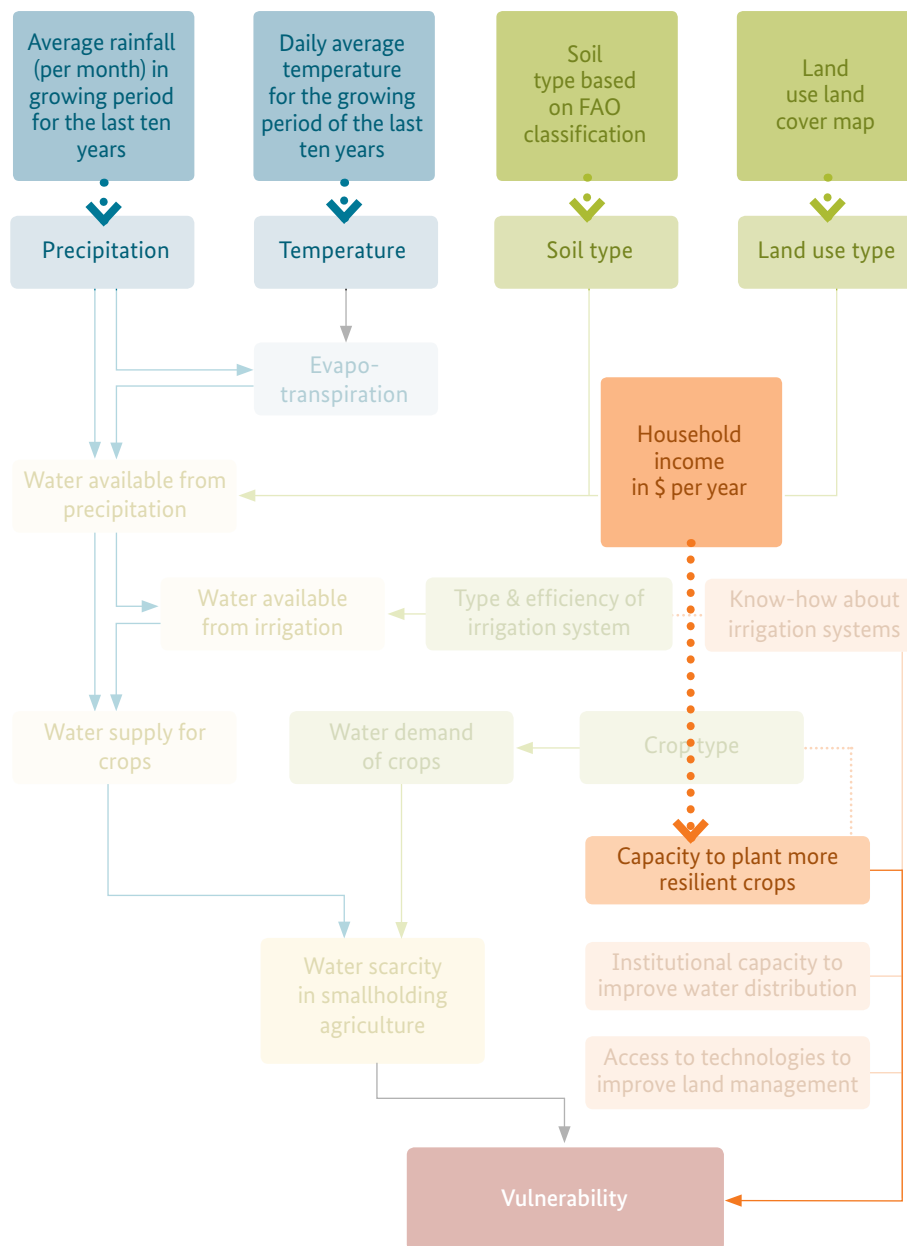 Average rainfall
(per month) in
growing period
for the last ten
years
Daily average
temperature
for the growing
period of the last
ten years
Soil
type based
on FAO
classification
Land
use land
cover map
Precipitation
Temperature
Soil type
Land use type
Evapo-
transpiration
Household
income
in $ per year
Water available from
precipitation
Water available
from irrigation
Type & efficiency of
irrigation system
Know-how about
irrigation systems
Water supply for
crops
Water demand
of crops
Crop type
Capacity to plant more
resilient crops
Water scarcity
in smallholding
agriculture
Institutional capacity to
improve water distribution
Access to technologies to
improve land management
Vulnerability